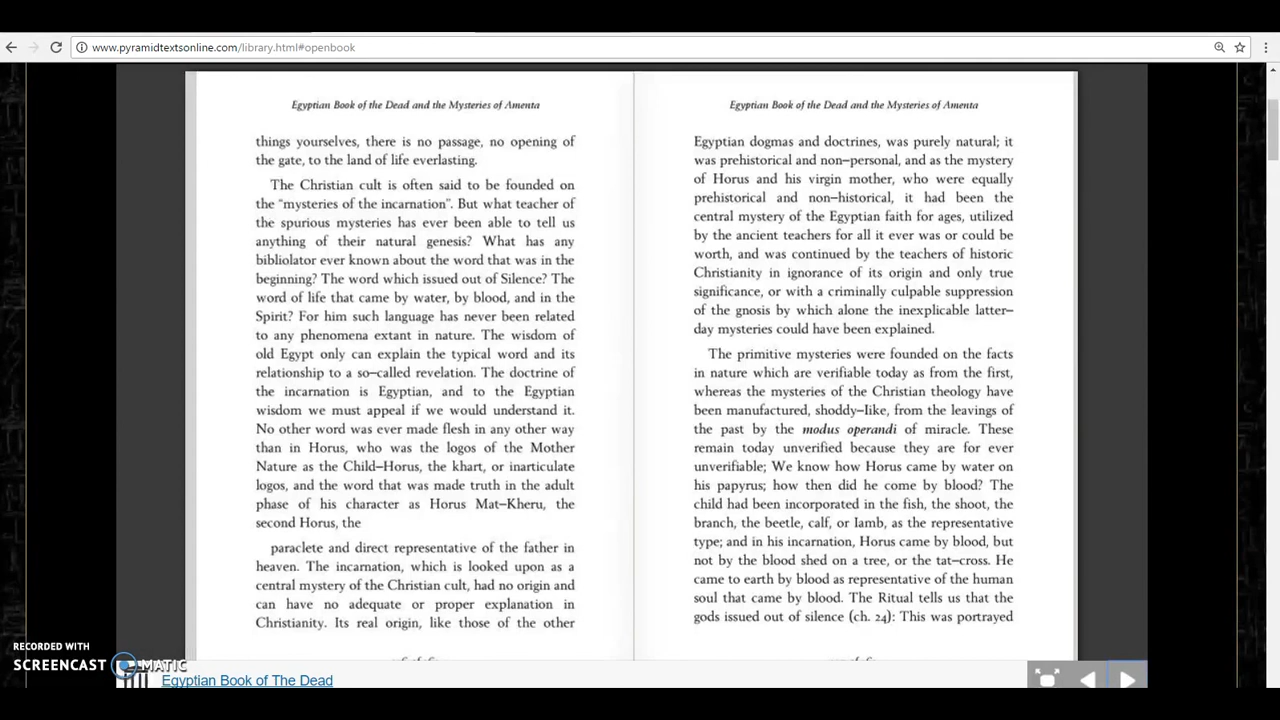 www.pyramidtextsonline.com/library.html#openbook
Egyptian Book of the Dead and the Mysteries of Amenta
things yourselves, there is no passage, no opening of
the gate, to the land of life everlasting.
The Christian cult is often said to be founded on
the “mysteries of the incarnation”. But what teacher of
the spurious mysteries has ever been able to tell us
anything of their natural genesis? What has any
bibliolator ever known about the word that was in the
beginning? The word which issued out of Silence? The
word of life that came by water, by blood, and in the
Spirit? For him such language has never been related
to any phenomena extant in nature. The wisdom of
old Egypt only can explain the typical word and its
relationship to a so–called revelation. The doctrine of
the incarnation is Egyptian, and to the Egyptian
wisdom we must appeal if we would understand it.
No other word was ever made flesh in any other way
than in Horus, who was the logos of the Mother
Nature as the Child–Horus, the khart, or inarticulate
logos, and the word that was made truth in the adult
phase of his character as Horus Mat–Kheru, the
second Horus, the
paraclete and direct representative of the father in
heaven. The incarnation, which is looked upon as a
central mystery of the Christian cult, had no origin and
can have no adequate or proper explanation in
Christianity. Its real origin, like those of the other
Egyptian Book of the Dead and the Mysteries of Amenta
Egyptian dogmas and doctrines, was purely natural; it
was prehistorical and non–personal, and as the mystery
of Horus and his virgin mother, who were equally
prehistorical and non–historical, it had been the
central mystery of the Egyptian faith for ages, utilized
by the ancient teachers for all it ever was or could be
worth, and was continued by the teachers of historic
Christianity in ignorance of its origin and only true
significance, or with a criminally culpable suppression
of the gnosis by which alone the inexplicable latter–
day mysteries could have been explained.
The primitive mysteries were founded on the facts
in nature which are verifiable today as from the first,
whereas the mysteries of the Christian theology have
been manufactured, shoddy–like, from the leavings of
the past by the modus operandi of miracle. These
remain today unverified because they are for ever
unverifiable; We know how Horus came by water on
his papyrus; how then did he come by blood? The
child had been incorporated in the fish, the shoot, the
branch, the beetle, calf, or lamb, as the representative
type; and in his incarnation, Horus came by blood, but
not by the blood shed on a tree, or the tat–cross. He
came to earth by blood as representative of the human
soul that came by blood. The Ritual tells us that the
gods issued out of silence (ch. 24): This was portrayed
RECORDED WITH
SCREENCAST MATIC
Egyptian Book of The Dead